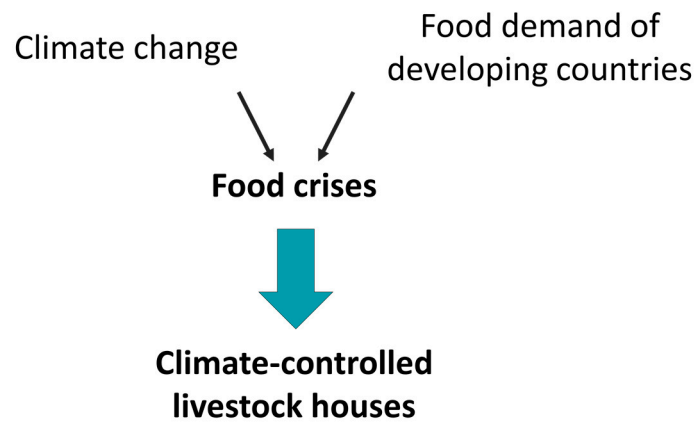 Climate change
Food demand of
developing countries
Food crises
Climate-controlled
livestock houses